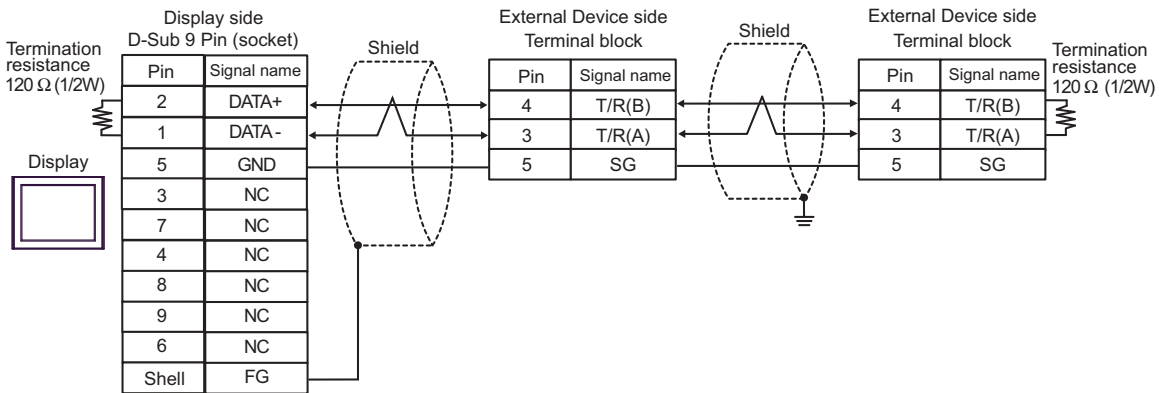 Display side
D-Sub 9 Pin (socket)
Termination
resistance
120 Ω (1/2W)
Pin Signal name
2 DATA+
1 DATA-
5 GND
3 NC
7 NC
4 NC
8 NC
9 NC
6 NC
Shell FG
Display
Shield
External Device side
Terminal block
Pin Signal name
4 T/R(B)
3 T/R(A)
5 SG
Shield
External Device side
Terminal block
Pin Signal name
4 T/R(B)
3 T/R(A)
5 SG
Termination
resistance
120 Ω (1/2W)